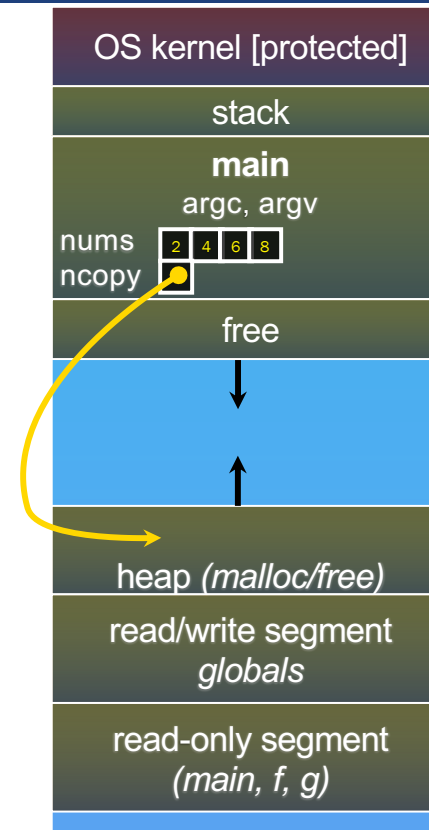 OS kernel [protected]
stack
main
argc, argv
nums 2 4 6 8
ncopy
free
heap (malloc/free)
read/write segment
globals
read-only segment
(main, f, g)